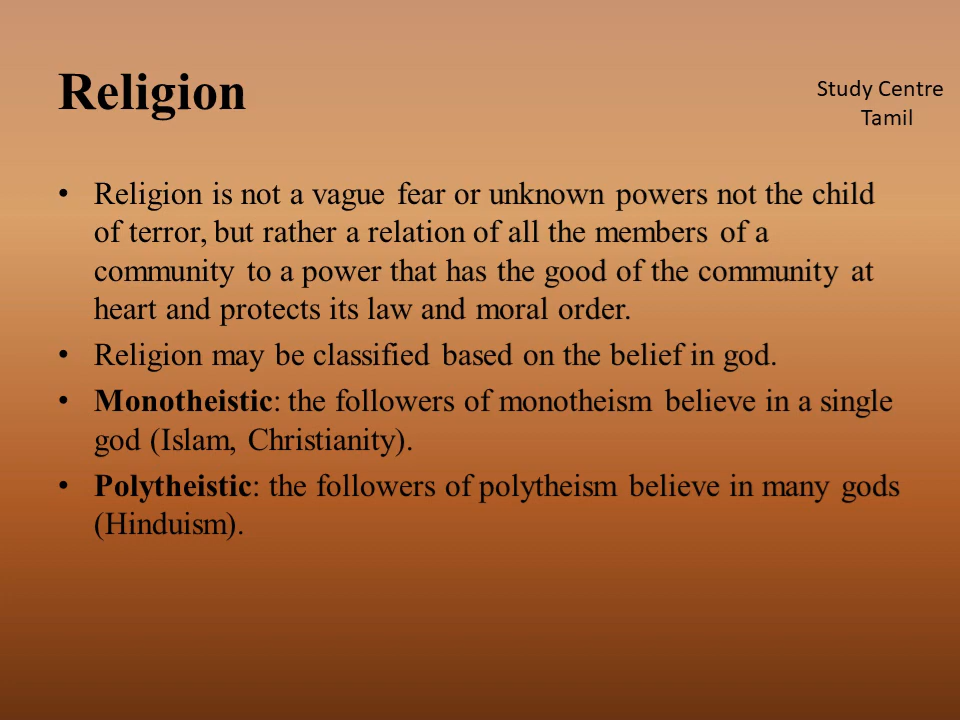 Religion
Study Centre
Tamil
• Religion is not a vague fear or unknown powers not the child
of terror, but rather a relation of all the members of a
community to a power that has the good of the community at
heart and protects its law and moral order.
• Religion may be classified based on the belief in god.
• Monotheistic: the followers of monotheism believe in a single
god (Islam, Christianity).
• Polytheistic: the followers of polytheism believe in many gods
(Hinduism).